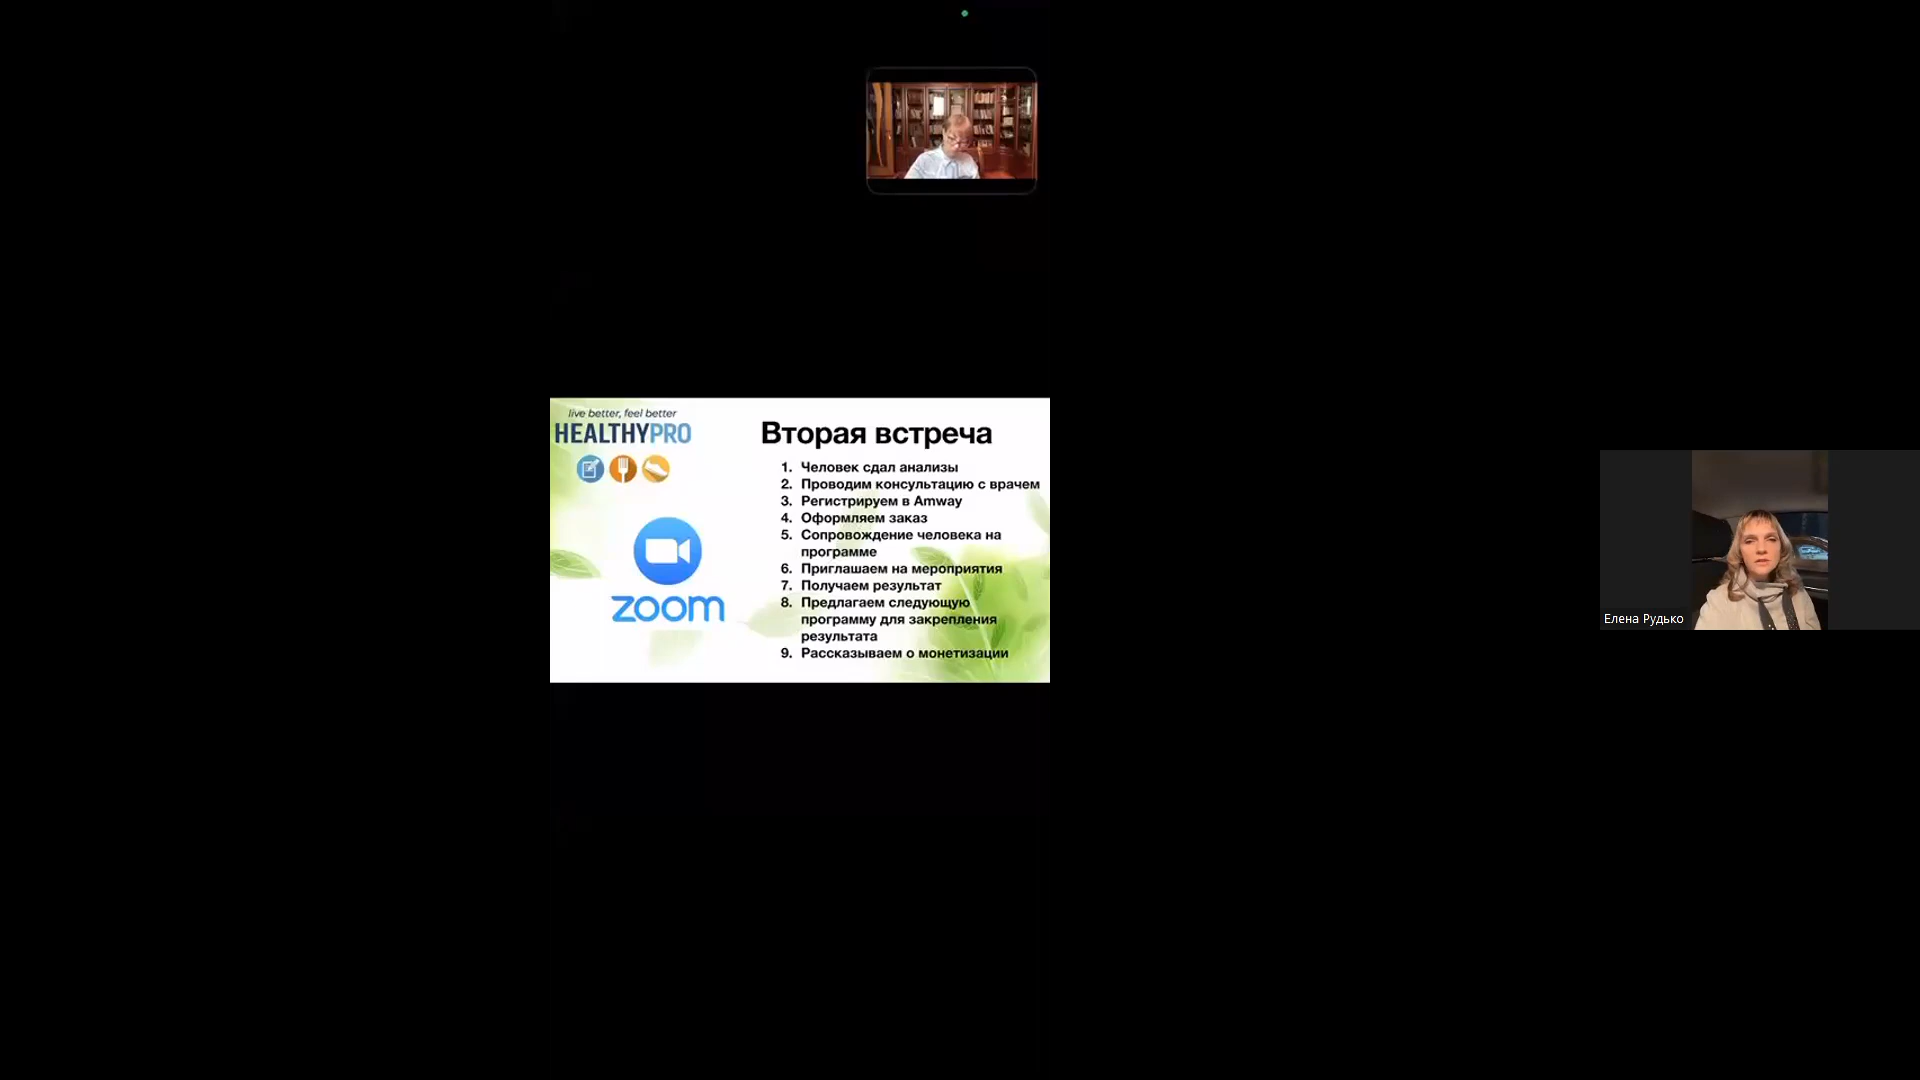 live better, feel better
HEALTHYPRO
Вторая встреча
1. Человек сдал анализы
2. Проводим консультацию с врачем
3. Регистрируем в Amway
4. Оформляем заказ
5. Сопровождение человека на
программе
6. Приглашаем на мероприятия
7. Получаем результат
8. Предлагаем следующую
программу для закрепления
результата
9. Рассказываем о монетизации
zoom
Елена Рудько